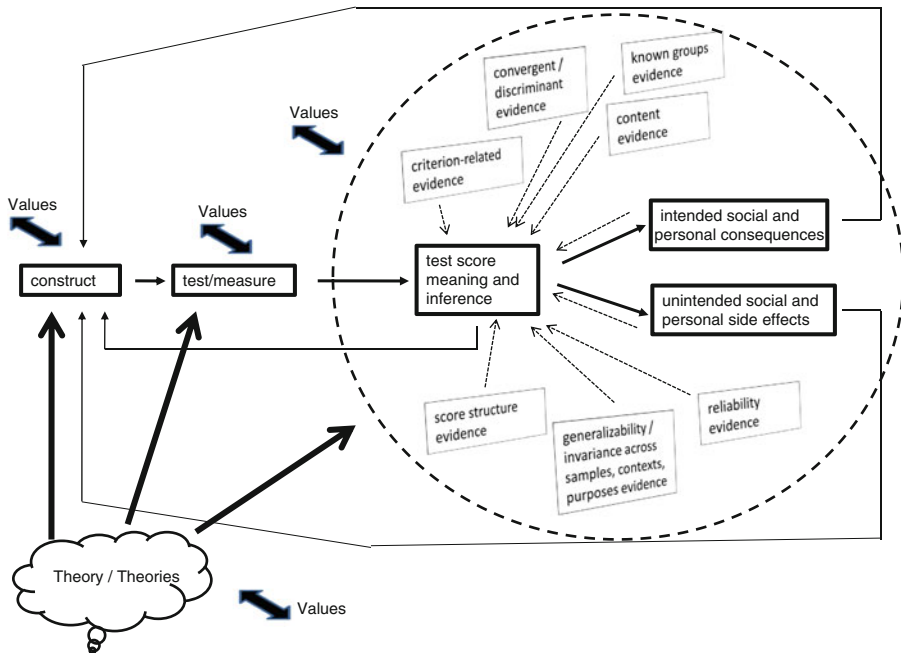 known groups
evidence
convergent /
discriminant
evidence
Values
content
evidence
criterion-related
evidence
Values
Values
intended social and
personal consequences
construct
test/measure
test score
meaning and
inference
unintended social and
personal side effects
score structure
evidence
generalizability /
invariance across
samples, contexts,
purposes evidence
reliability
evidence
Theory / Theories
Values